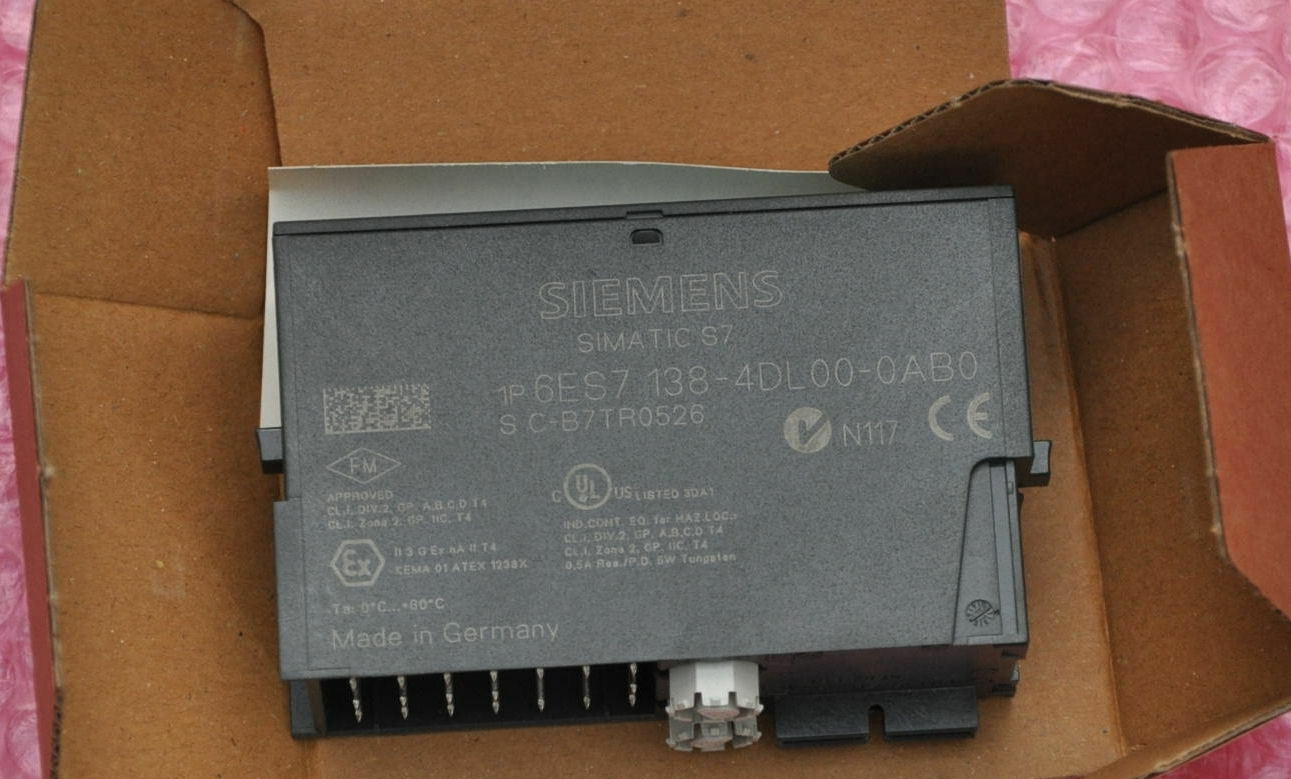 SIEMENS
SIMATIC S7
1P 6ES7 138-4DL00-0AB0
S C-B7TR0526
N117 CE
FM
APPROVED
CL.I, DIV.2, GP. A,B,C,D T4
CL.I, Zone 2, GP. IIC, T4
C UL US LISTED 3DA1
IND.CONT. EQ. for HAZ.LOC.:
CL.I, DIV.2, GP. A,B,C,D T4
CL.I, Zone 2, GP. IIC, T4
0,5A Res./P.D. 5W Tungsten
Ex
II 3 G Ex nA II T4
KEMA 01 ATEX 1238X
Ta: 0°C...+60°C
Made in Germany